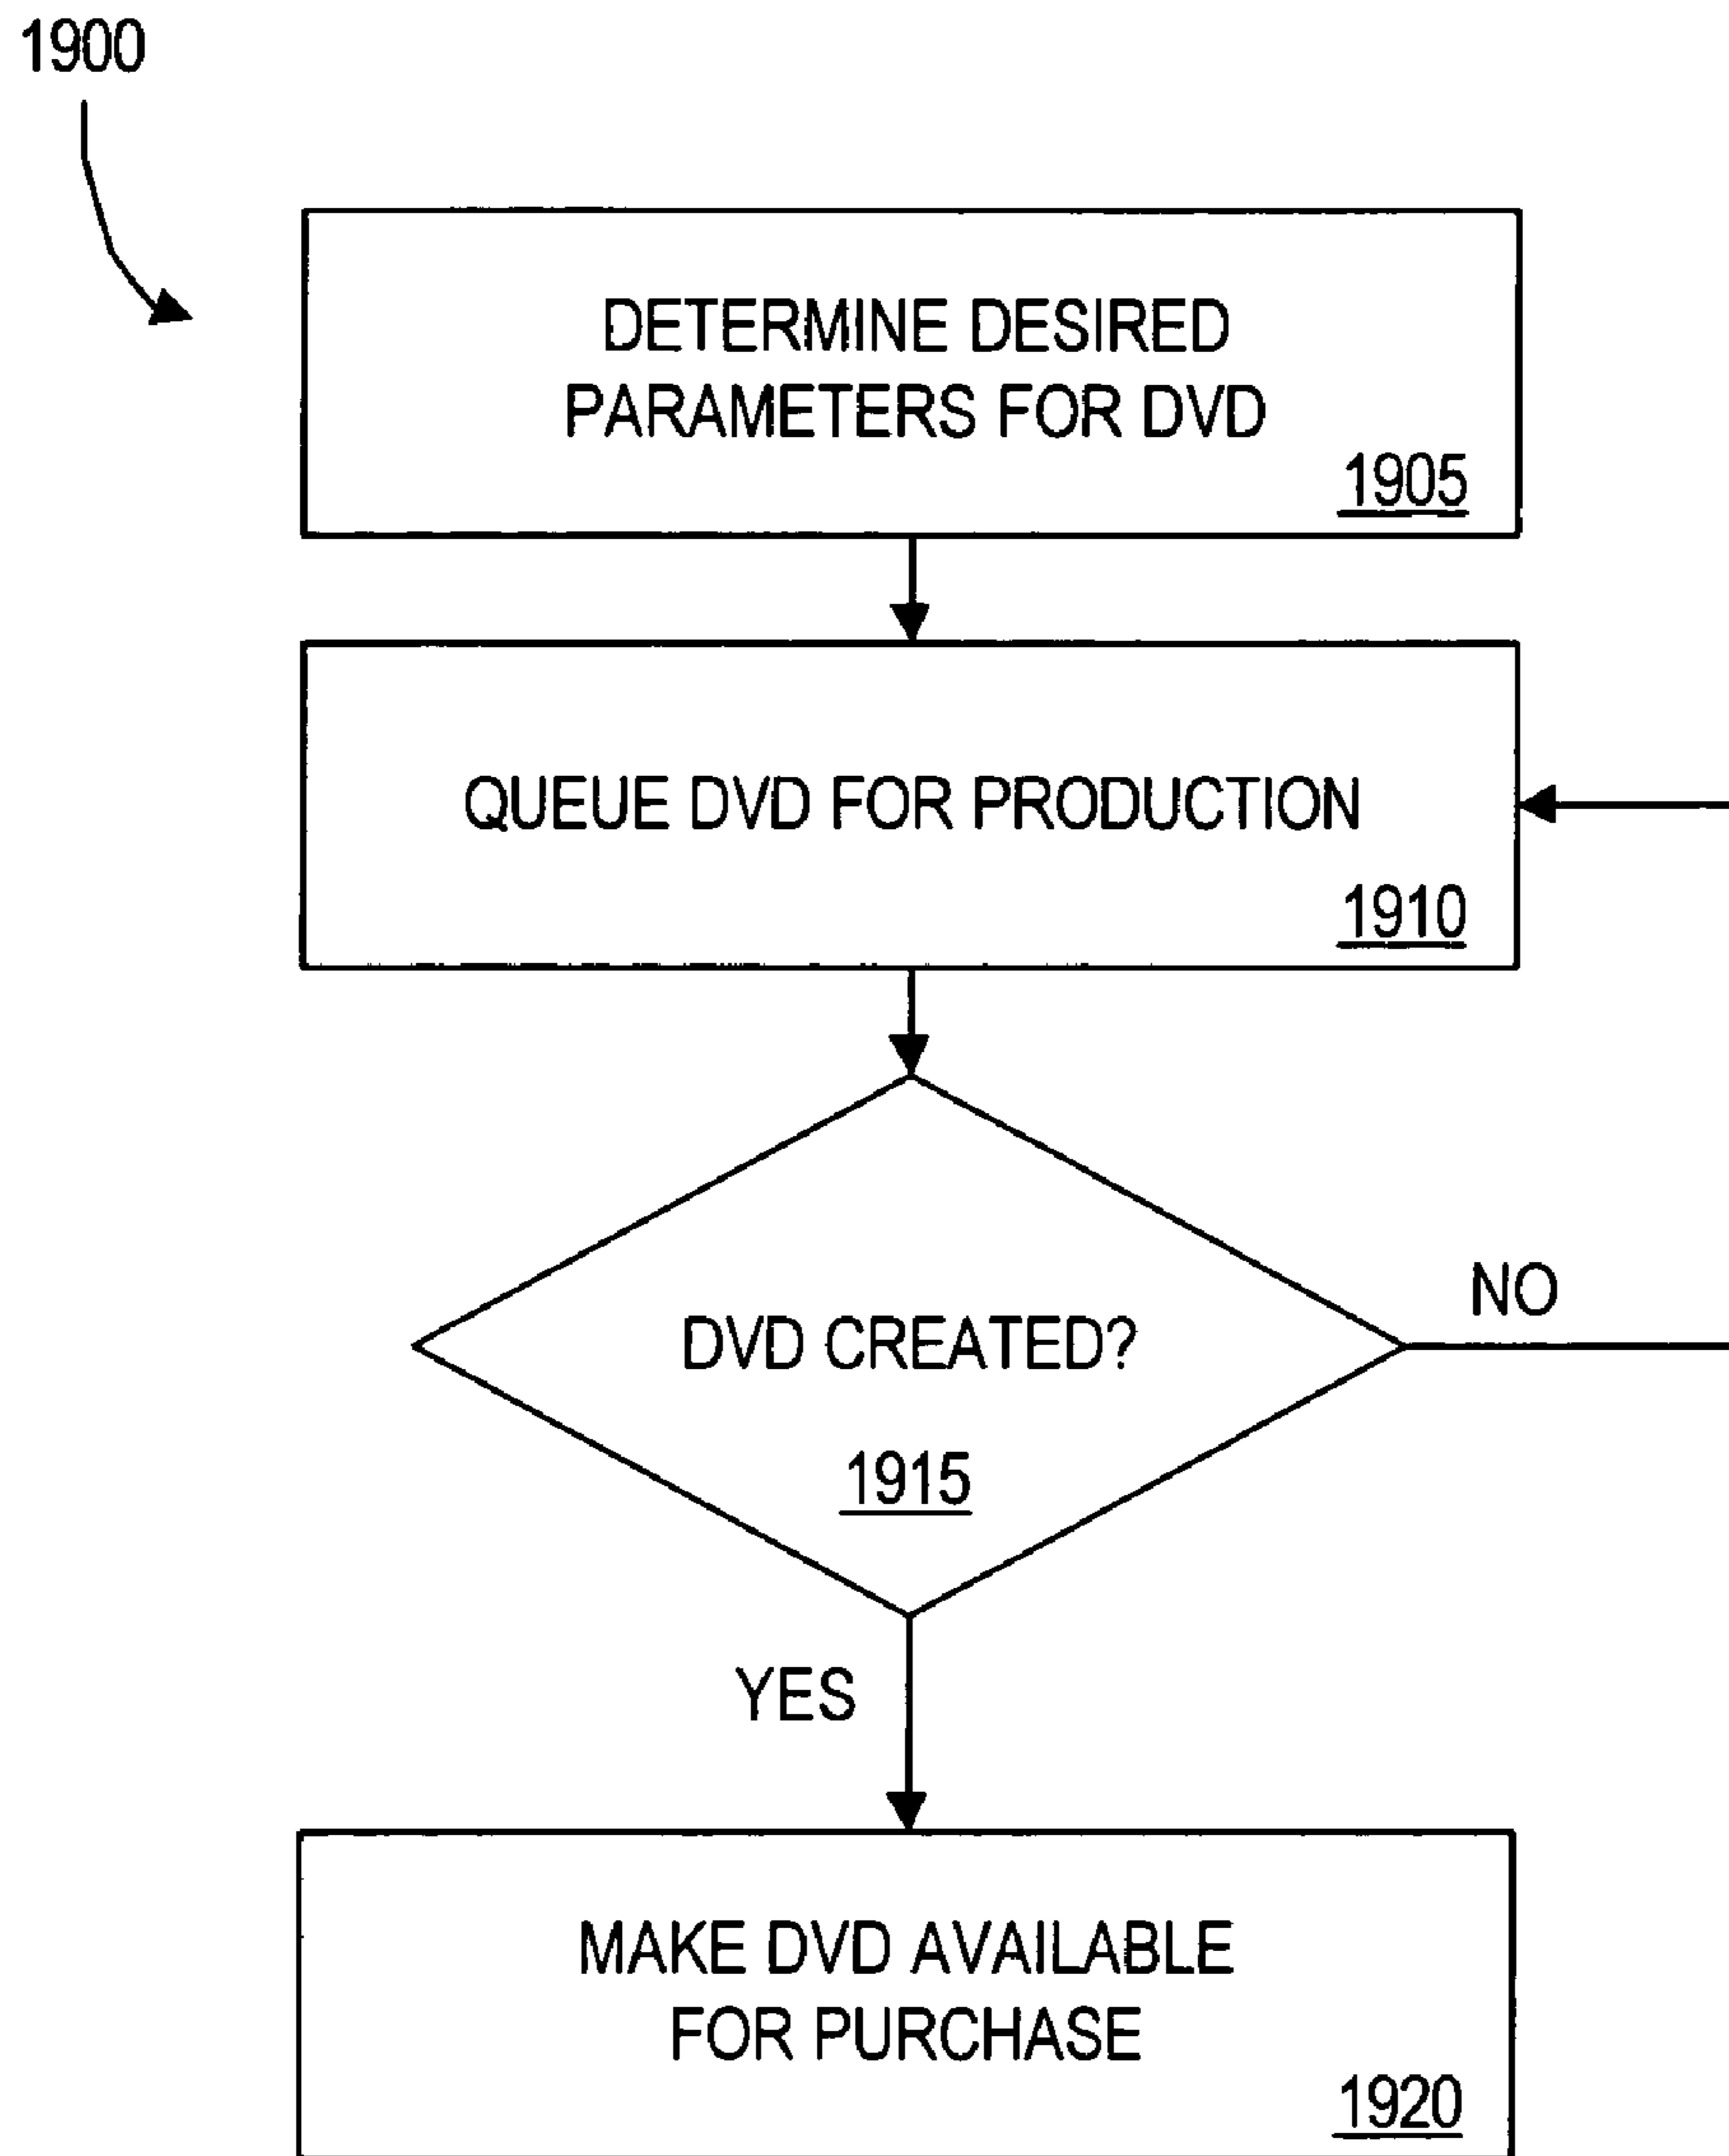 1900
DETERMINE DESIRED
PARAMETERS FOR DVD
1905
QUEUE DVD FOR PRODUCTION
1910
DVD CREATED?
NO
1915
YES
MAKE DVD AVAILABLE
FOR PURCHASE
1920